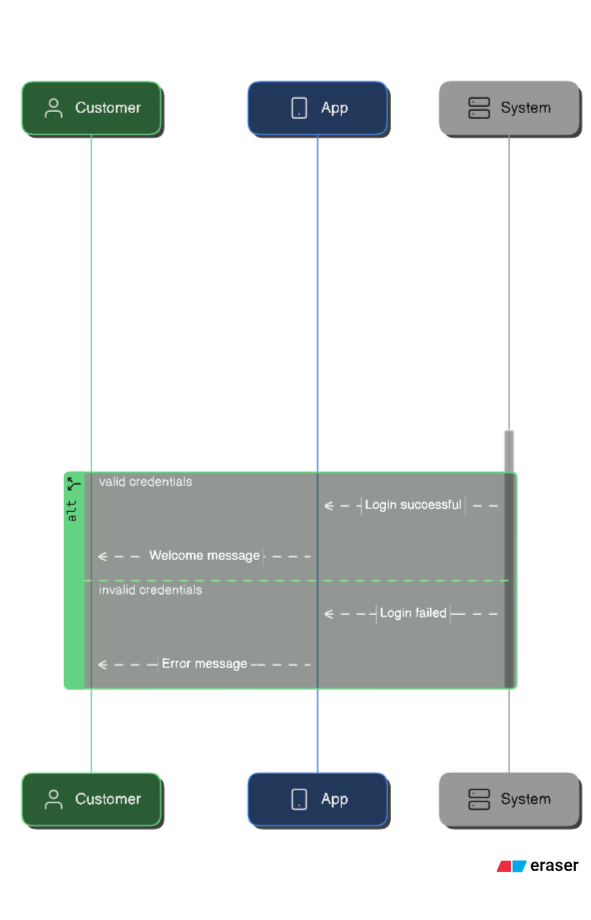 Customer
App
System
alt
valid credentials
Login successful
Welcome message
invalid credentials
Login failed
Error message
Customer
App
System
eraser